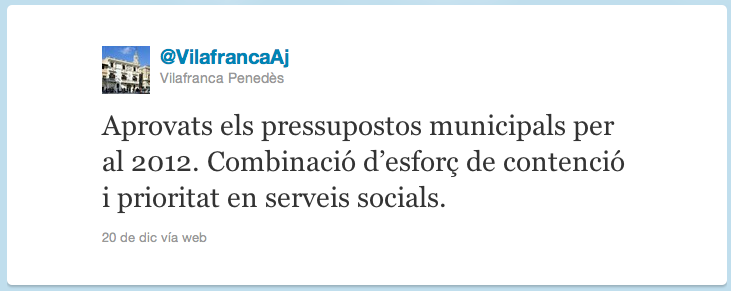 @VilafrancaAj
Vilafranca Penedès
Aprovats els pressupostos municipals per
al 2012. Combinació d’esforç de contenció
i prioritat en serveis socials.
20 de dic vía web